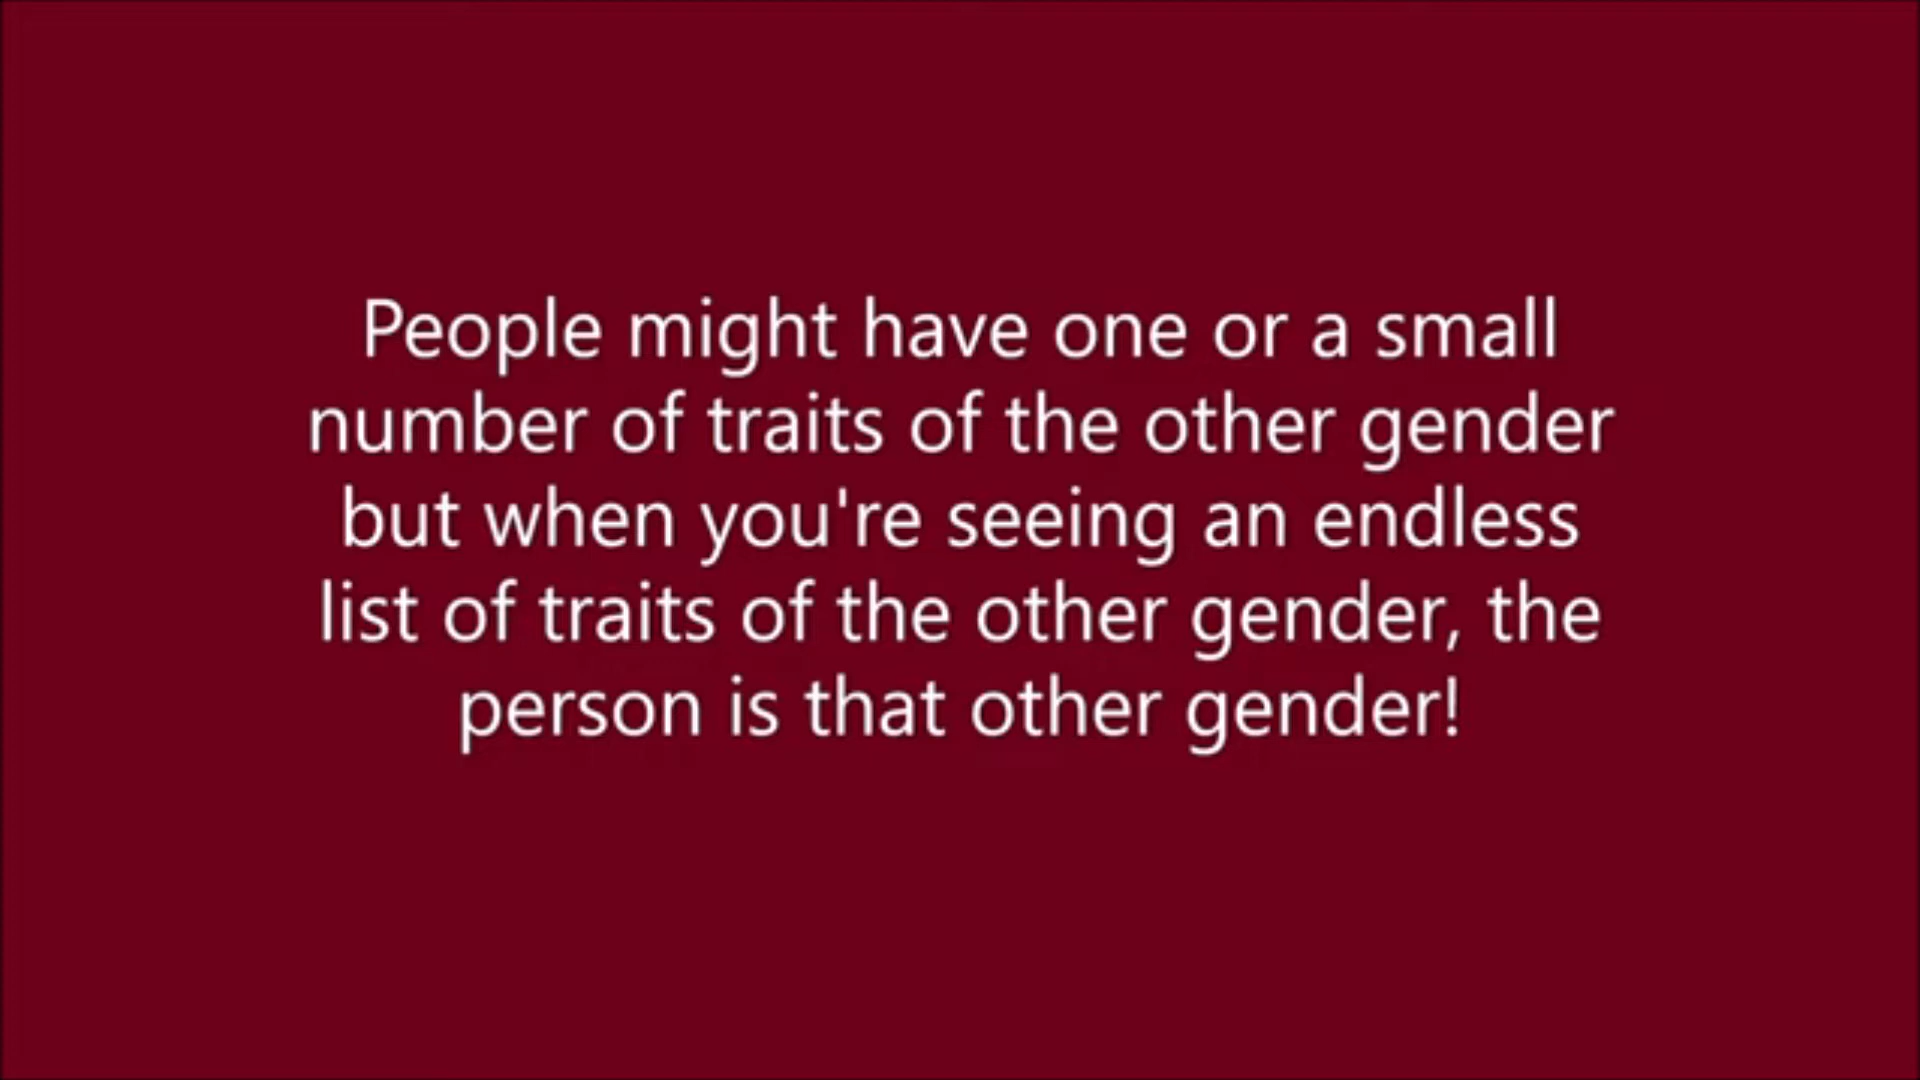 People might have one or a small
number of traits of the other gender
but when you're seeing an endless
list of traits of the other gender, the
person is that other gender!